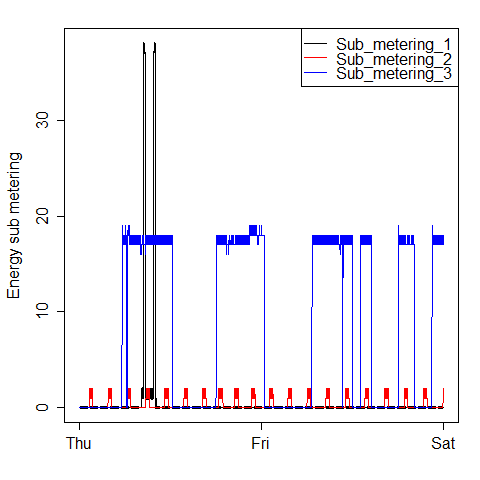 Sub_metering_1
Sub_metering_2
Sub_metering_3
Energy sub metering
30
20
10
0
Thu Fri Sat